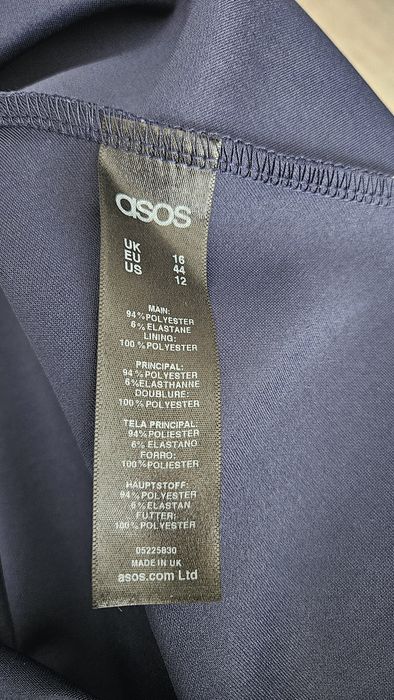 asos
UK 16
EU 44
US 12
MAIN:
94%POLYESTER
6%ELASTANE
LINING:
100%POLYESTER
PRINCIPAL:
94%POLYESTER
6%ELASTHANNE
DOUBLURE:
100%POLYESTER
TELA PRINCIPAL:
94%POLIESTER
6%ELASTANO
FORRO:
100%POLIESTER
HAUPTSTOFF:
94%POLYESTER
6%ELASTAN
FUTTER:
100%POLYESTER
05225830
MADE IN UK
asos.com Ltd